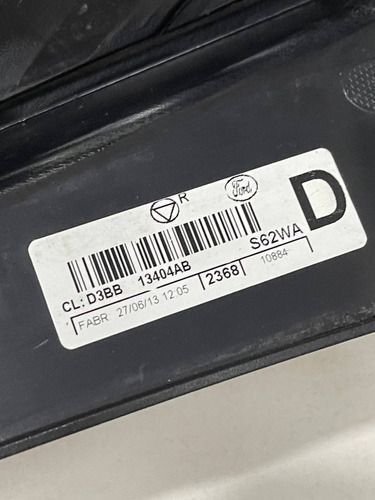 R
Ford
D
S62WA
CL: D3BB 13404AB
2368
10884
FABR 27/06/13 12:05